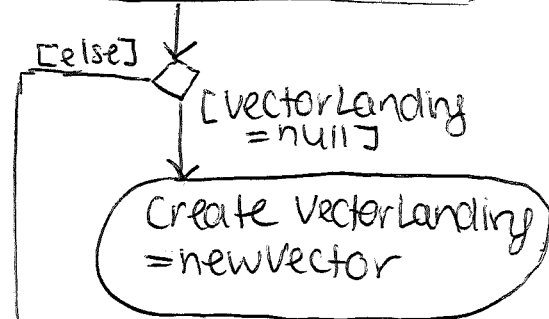 [else]
[vectorLanding
=null]
Create VectorLanding
=newVector